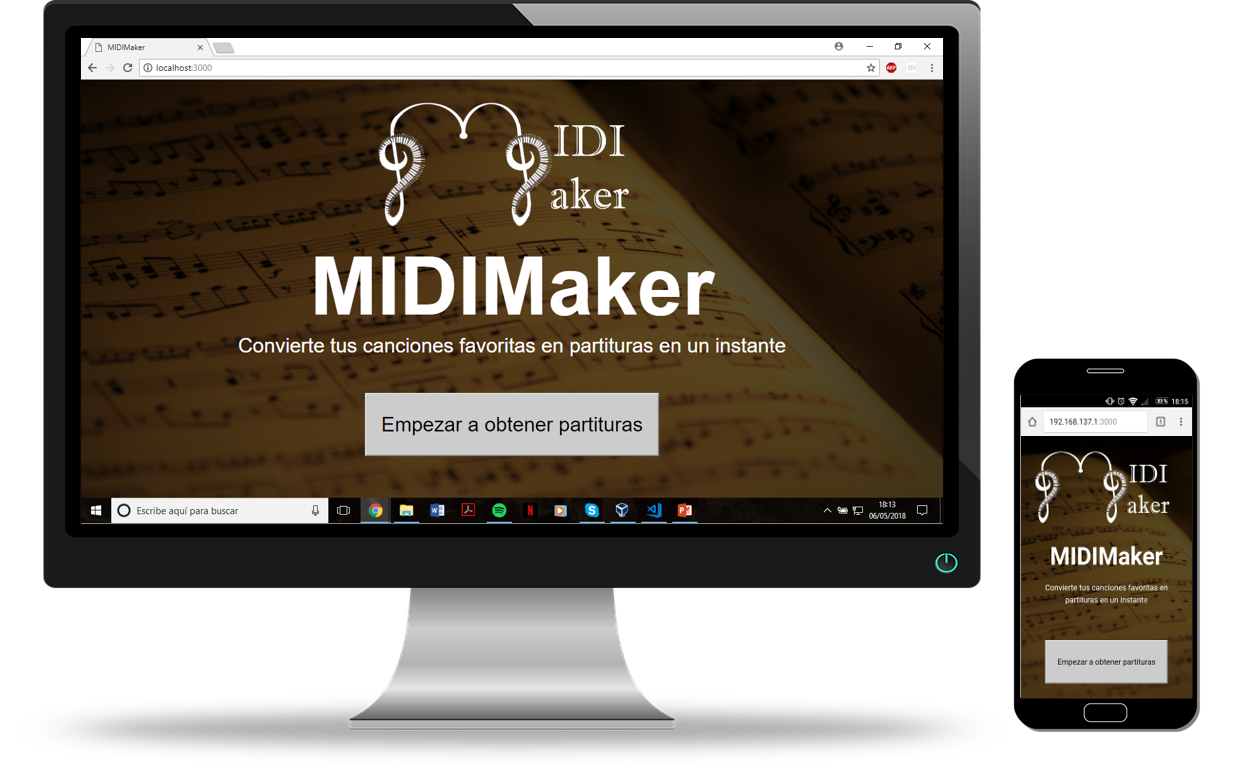 MIDIMaker
localhost:3000
ABP
IDI
aker
MIDIMaker
Convierte tus canciones favoritas en partituras en un instante
Empezar a obtener partituras
Escribe aquí para buscar
18:13
06/05/2018
18:15
192.168.137.1:3000
1
IDI
aker
MIDIMaker
Convierte tus canciones favoritas en
partituras en un instante
Empezar a obtener partituras